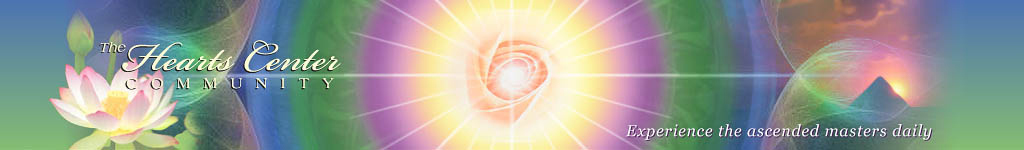 The Hearts Center
COMMUNITY
Experience the ascended masters daily